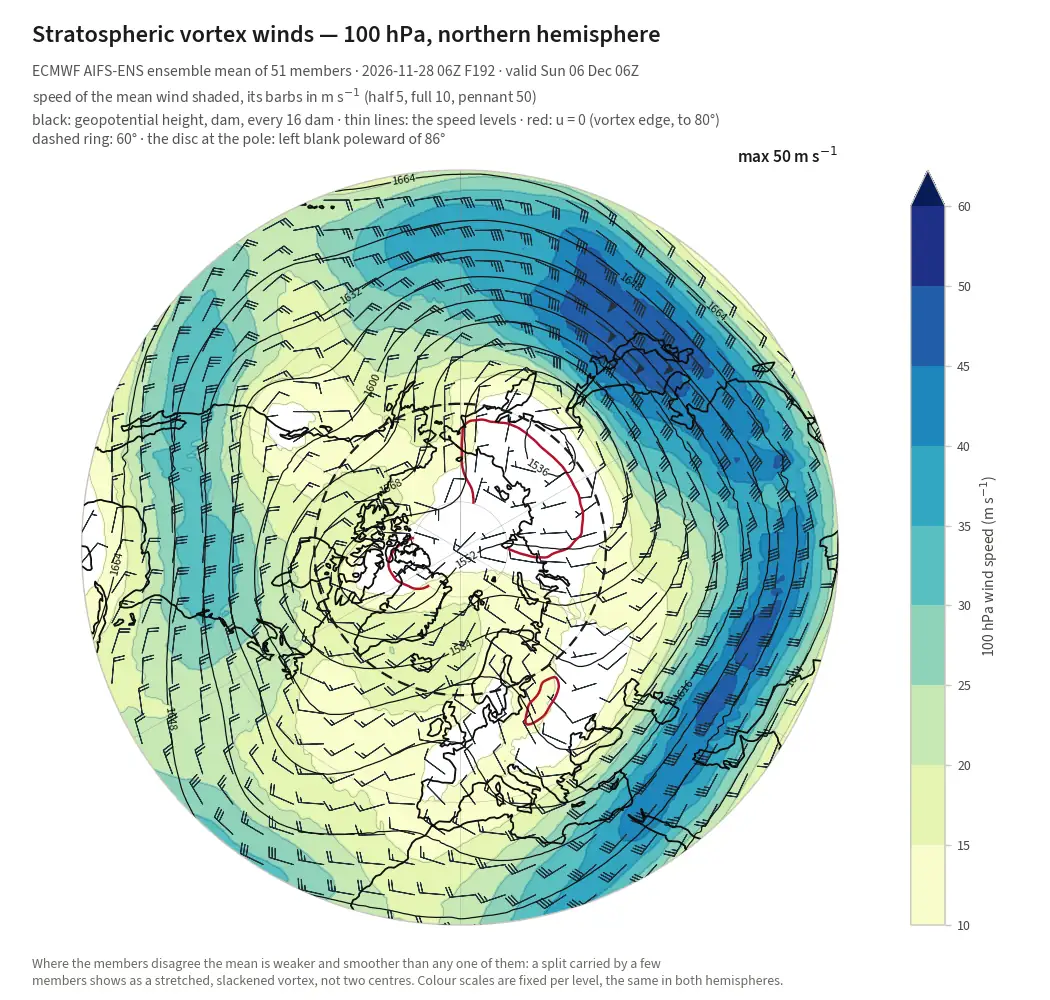 Stratospheric vortex winds — 100 hPa, northern hemisphere
ECMWF AIFS-ENS ensemble mean of 51 members · 2026-11-28 06Z F192 · valid Sun 06 Dec 06Z
speed of the mean wind shaded, its barbs in m s⁻¹ (half 5, full 10, pennant 50)
black: geopotential height, dam, every 16 dam · thin lines: the speed levels · red: u = 0 (vortex edge, to 80°)
dashed ring: 60° · the disc at the pole: left blank poleward of 86°
max 50 m s⁻¹
1664
1632
1664
1600
1536
1568
1552
1664
1584
1616
60
50
45
40
35
30
25
20
15
10
100 hPa wind speed (m s⁻¹)
Where the members disagree the mean is weaker and smoother than any one of them: a split carried by a few
members shows as a stretched, slackened vortex, not two centres. Colour scales are fixed per level, the same in both hemispheres.